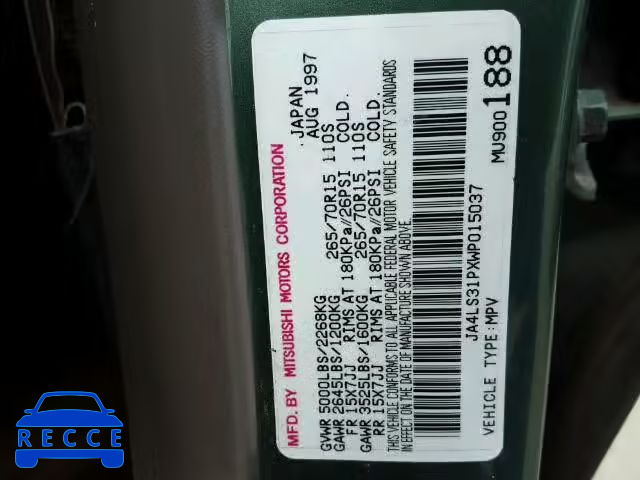 MFD. BY MITSUBISHI MOTORS CORPORATION JAPAN
GVWR 5000LBS/2268KG AUG 1997
GAWR 2645LBS/1200KG 265/70R15 110S
FR 15X7JJ RIMS AT 180KPa//26PSI COLD.
GAWR 3525LBS/1600KG 265/70R15 110S
RR 15X7JJ RIMS AT 180KPa//26PSI COLD.
THIS VEHICLE CONFORMS TO ALL APPLICABLE FEDERAL MOTOR VEHICLE SAFETY STANDARDS
IN EFFECT ON THE DATE OF MANUFACTURE SHOWN ABOVE.
JA4LS31PXWP015037
VEHICLE TYPE:MPV MU900188
RECCE